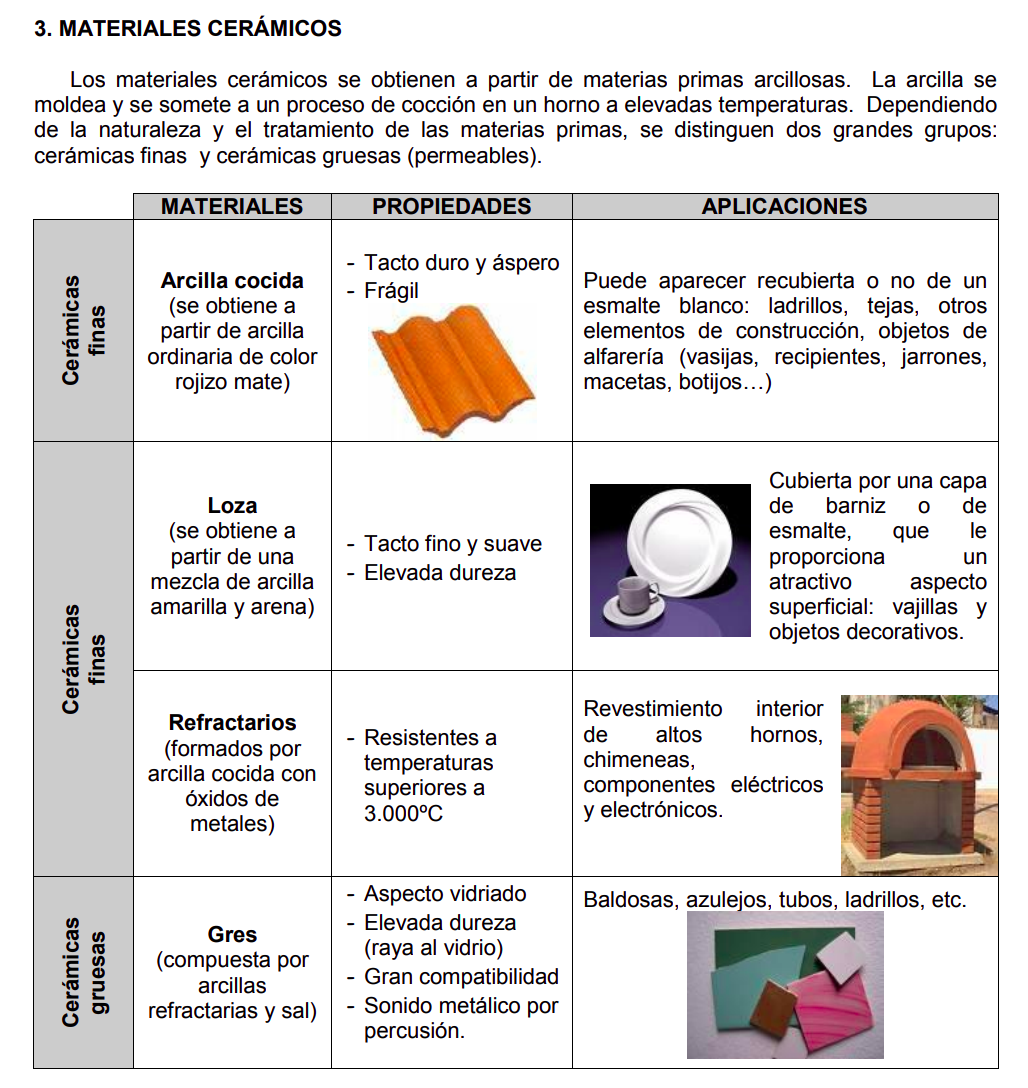 3. MATERIALES CERÁMICOS
Los materiales cerámicos se obtienen a partir de materias primas arcillosas. La arcilla se
moldea y se somete a un proceso de cocción en un horno a elevadas temperaturas. Dependiendo
de la naturaleza y el tratamiento de las materias primas, se distinguen dos grandes grupos:
cerámicas finas y cerámicas gruesas (permeables).
MATERIALES
PROPIEDADES
APLICACIONES
Cerámicas
finas
Arcilla cocida
(se obtiene a
partir de arcilla
ordinaria de color
rojizo mate)
- Tacto duro y áspero
- Frágil
Puede aparecer recubierta o no de un
esmalte blanco: ladrillos, tejas, otros
elementos de construcción, objetos de
alfarería (vasijas, recipientes, jarrones,
macetas, botijos…)
Cerámicas
finas
Loza
(se obtiene a
partir de una
mezcla de arcilla
amarilla y arena)
- Tacto fino y suave
- Elevada dureza
Cubierta por una capa
de barniz o de
esmalte, que le
proporciona un
atractivo aspecto
superficial: vajillas y
objetos decorativos.
Refractarios
(formados por
arcilla cocida con
óxidos de
metales)
- Resistentes a
temperaturas
superiores a
3.000ºC
Revestimiento interior
de altos hornos,
chimeneas,
componentes eléctricos
y electrónicos.
Cerámicas
gruesas
Gres
(compuesta por
arcillas
refractarias y sal)
- Aspecto vidriado
- Elevada dureza
(raya al vidrio)
- Gran compatibilidad
- Sonido metálico por
percusión.
Baldosas, azulejos, tubos, ladrillos, etc.